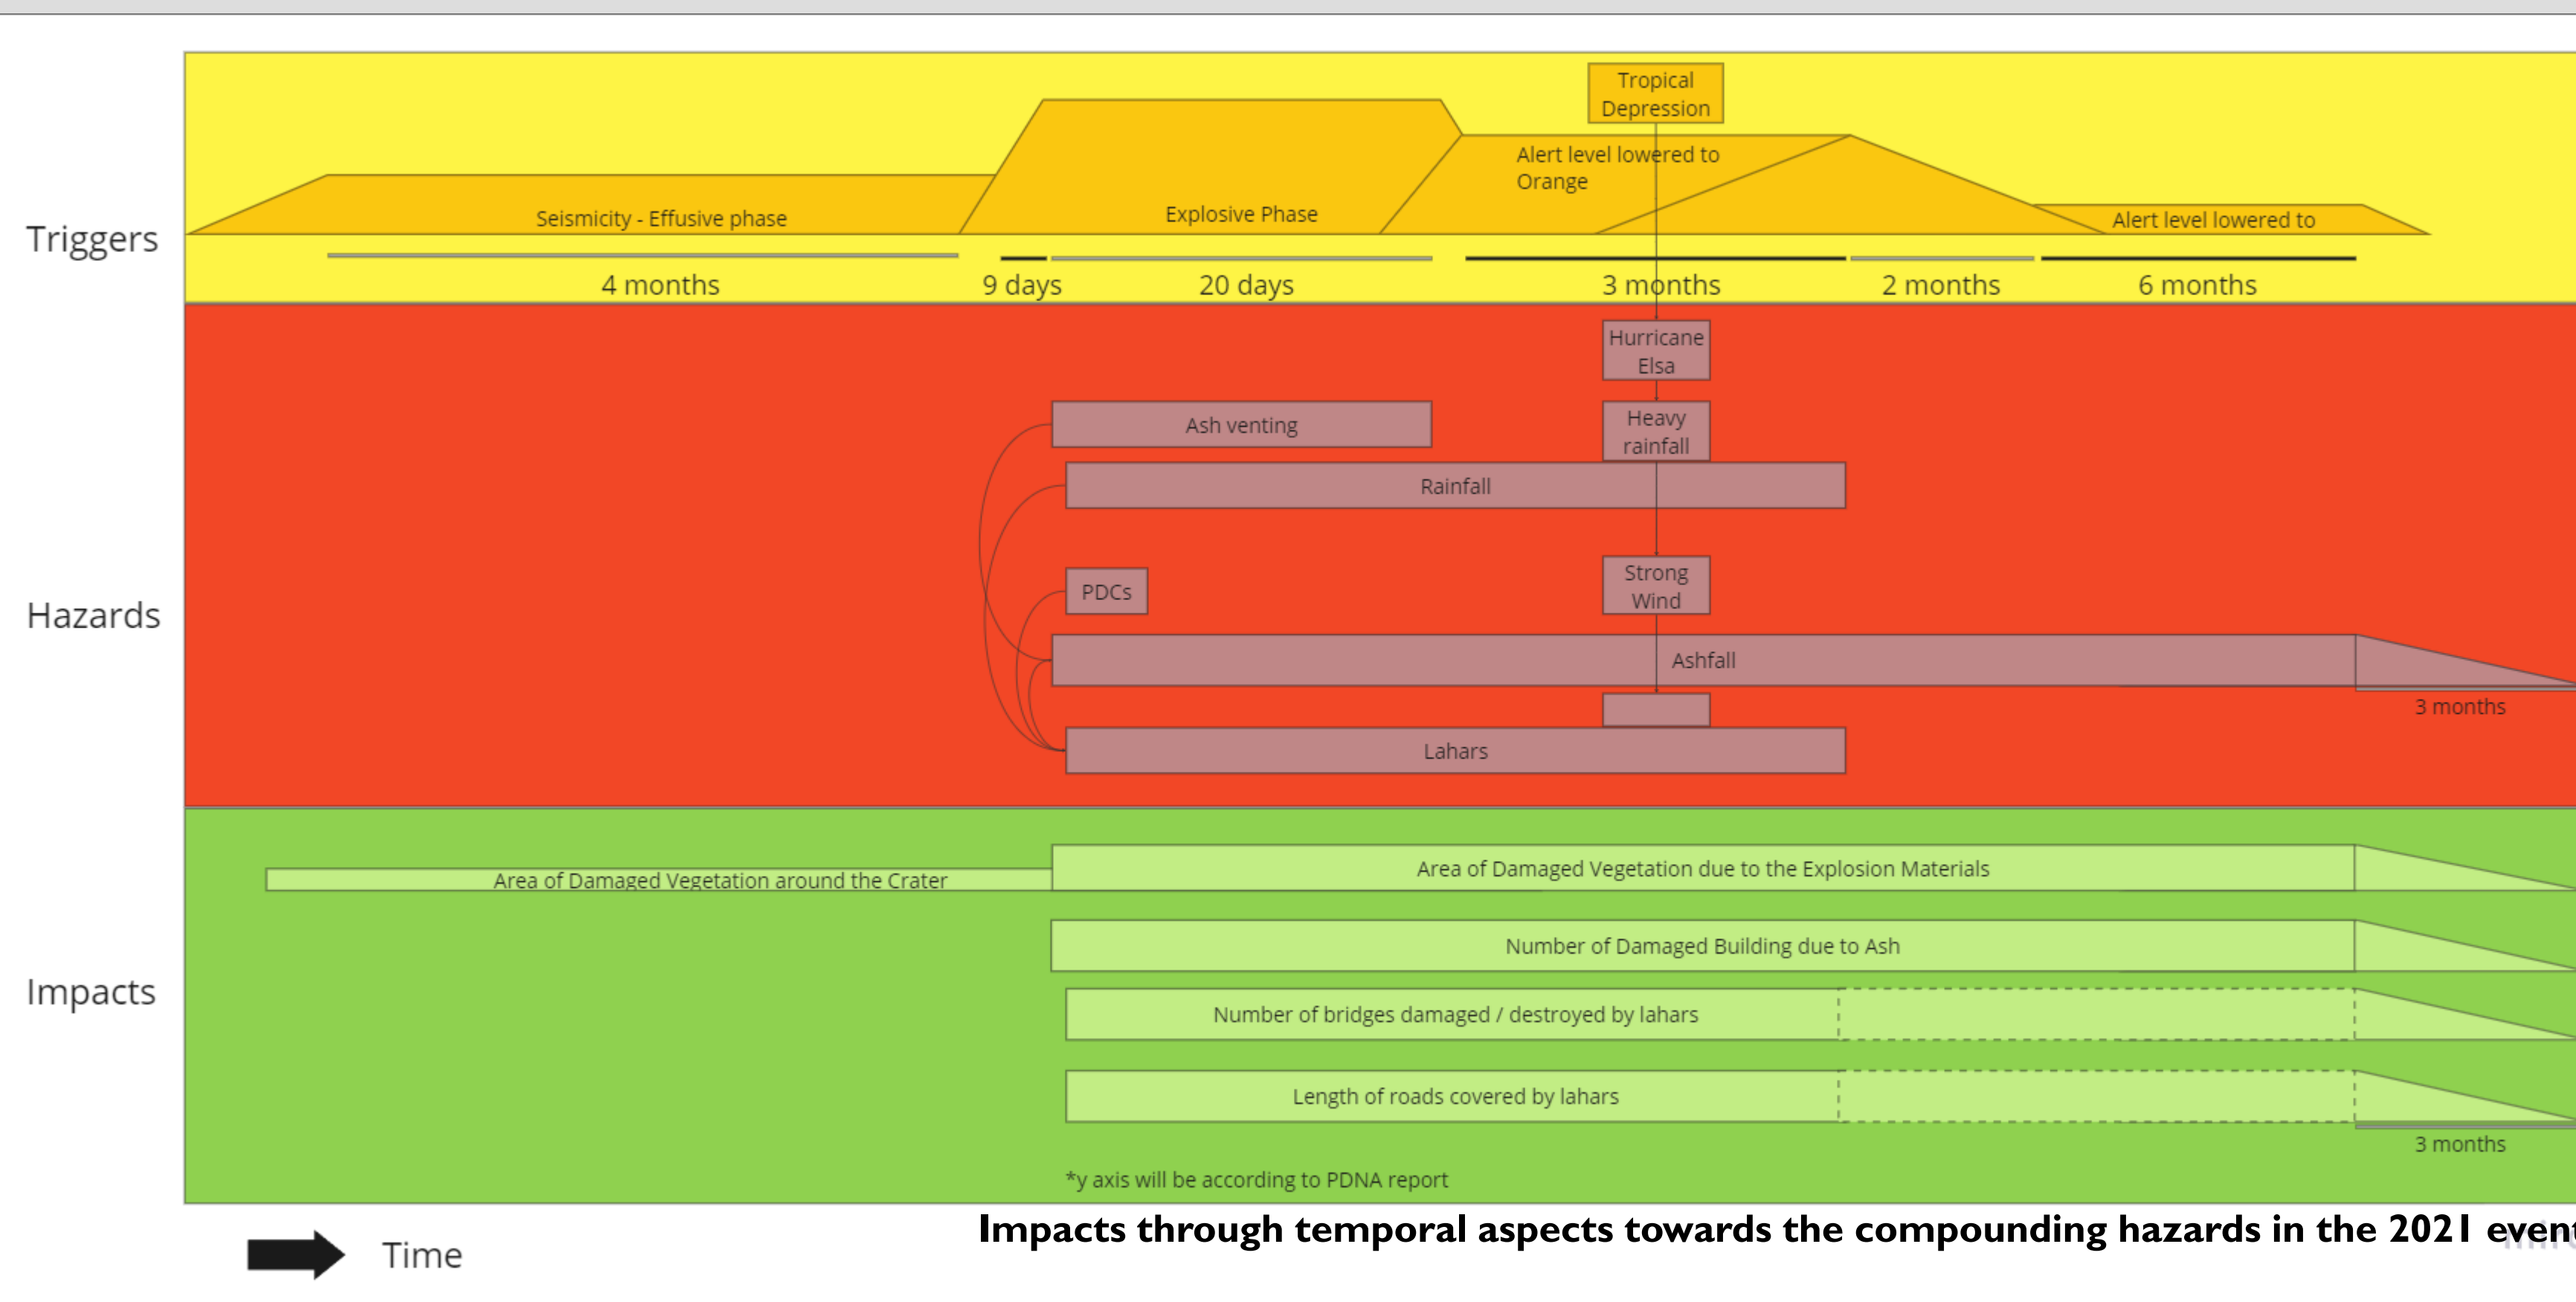 Tropical
Depression
Alert level lowered to
Orange
Seismicity - Effusive phase
Explosive Phase
Alert level lowered to
Triggers
4 months
9 days
20 days
3 months
2 months
6 months
Hurricane
Elsa
Ash venting
Heavy
rainfall
Rainfall
PDCs
Strong
Wind
Hazards
Ashfall
3 months
Lahars
Area of Damaged Vegetation around the Crater
Area of Damaged Vegetation due to the Explosion Materials
Number of Damaged Building due to Ash
Impacts
Number of bridges damaged / destroyed by lahars
Length of roads covered by lahars
3 months
*y axis will be according to PDNA report
Impacts through temporal aspects towards the compounding hazards in the 2021 event
Time